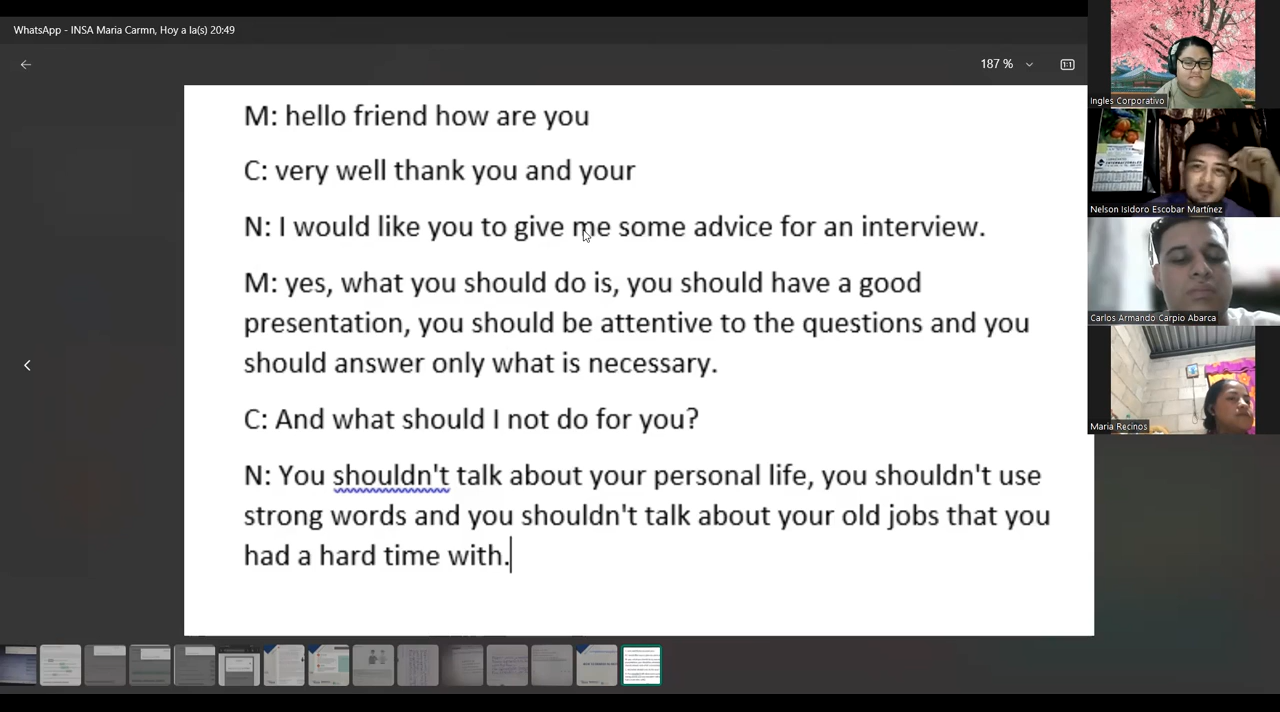 WhatsApp - INSA Maria Carmn, Hoy a la(s) 20:49
187 %
M: hello friend how are you
C: very well thank you and your
N: I would like you to give me some advice for an interview.
M: yes, what you should do is, you should have a good
presentation, you should be attentive to the questions and you
should answer only what is necessary.
C: And what should I not do for you?
N: You shouldn't talk about your personal life, you shouldn't use
strong words and you shouldn't talk about your old jobs that you
had a hard time with.
Ingles Corporativo
Nelson Isidoro Escobar Martínez
Carlos Armando Carpio Abarca
Maria Recinos